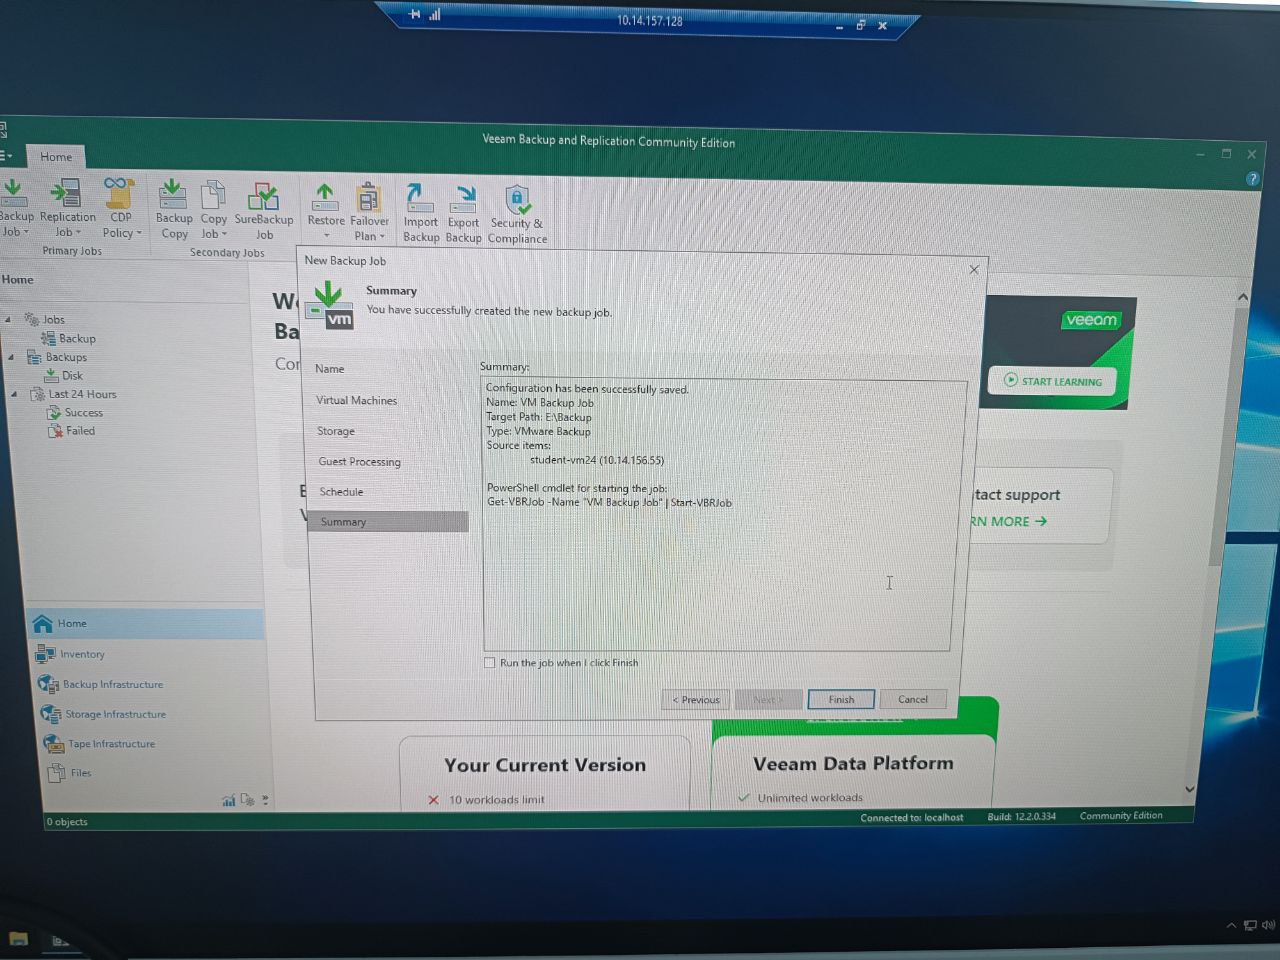 10.14.157.128
Veeam Backup and Replication Community Edition
Home
Backup Job
Replication Job
CDP Policy
Backup Copy
Copy Job
SureBackup Job
Restore
Failover Plan
Import Backup
Export Backup
Security & Compliance
Primary Jobs
Secondary Jobs
Home
Jobs
Backup
Backups
Disk
Last 24 Hours
Success
Failed
Home
Inventory
Backup Infrastructure
Storage Infrastructure
Tape Infrastructure
Files
New Backup Job
Summary
You have successfully created the new backup job.
Name
Virtual Machines
Storage
Guest Processing
Schedule
Summary
Summary:
Configuration has been successfully saved.
Name: VM Backup Job
Target Path: E:\Backup
Type: VMware Backup
Source items:
student-vm24 (10.14.156.55)
PowerShell cmdlet for starting the job:
Get-VBRJob -Name "VM Backup Job" | Start-VBRJob
Run the job when I click Finish
< Previous
Next >
Finish
Cancel
vm
veeam
START LEARNING
tact support
RN MORE →
Your Current Version
10 workloads limit
Veeam Data Platform
Unlimited workloads
0 objects
Connected to: localhost
Build: 12.2.0.334
Community Edition